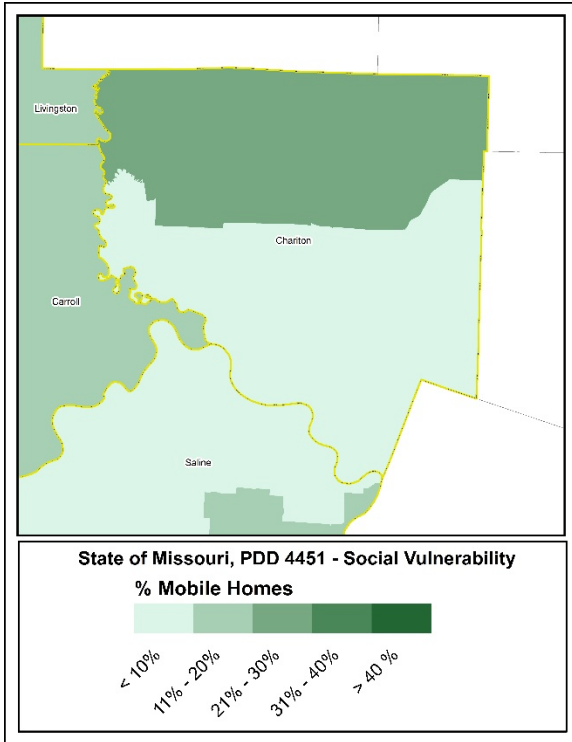 Livingston
Chariton
Carroll
Saline
State of Missouri, PDD 4451 - Social Vulnerability
% Mobile Homes
< 10%
11% - 20%
21% - 30%
31% - 40%
> 40 %